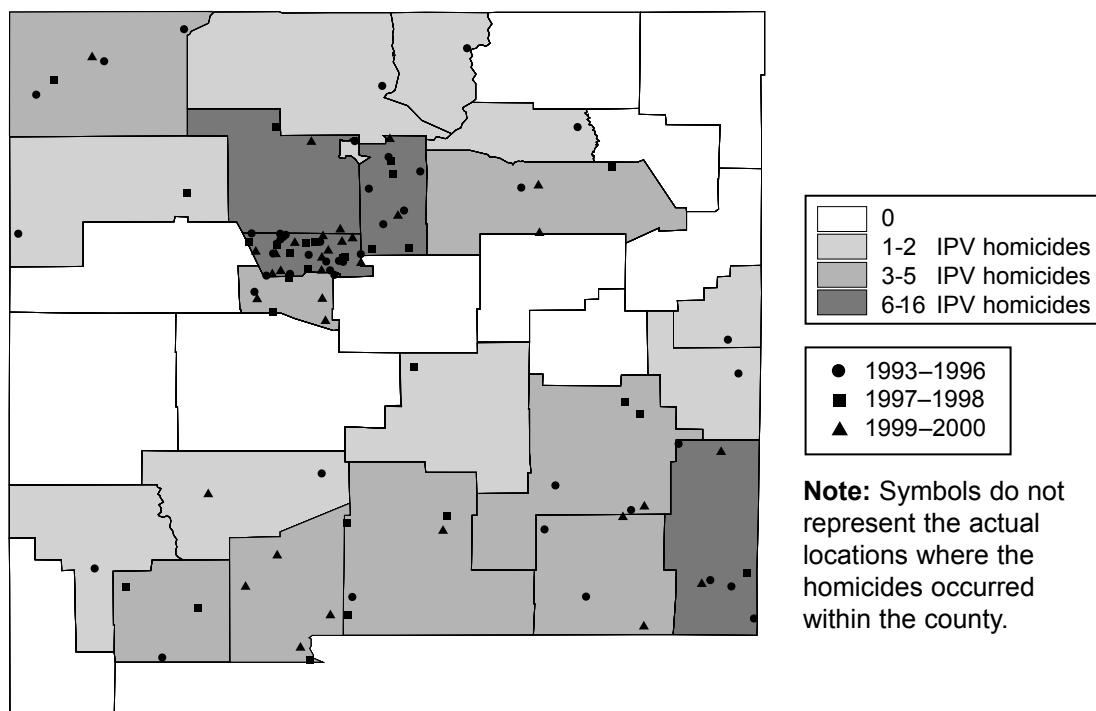 0
1-2 IPV homicides
3-5 IPV homicides
6-16 IPV homicides
1993–1996
1997–1998
1999–2000
Note: Symbols do not
represent the actual
locations where the
homicides occurred
within the county.